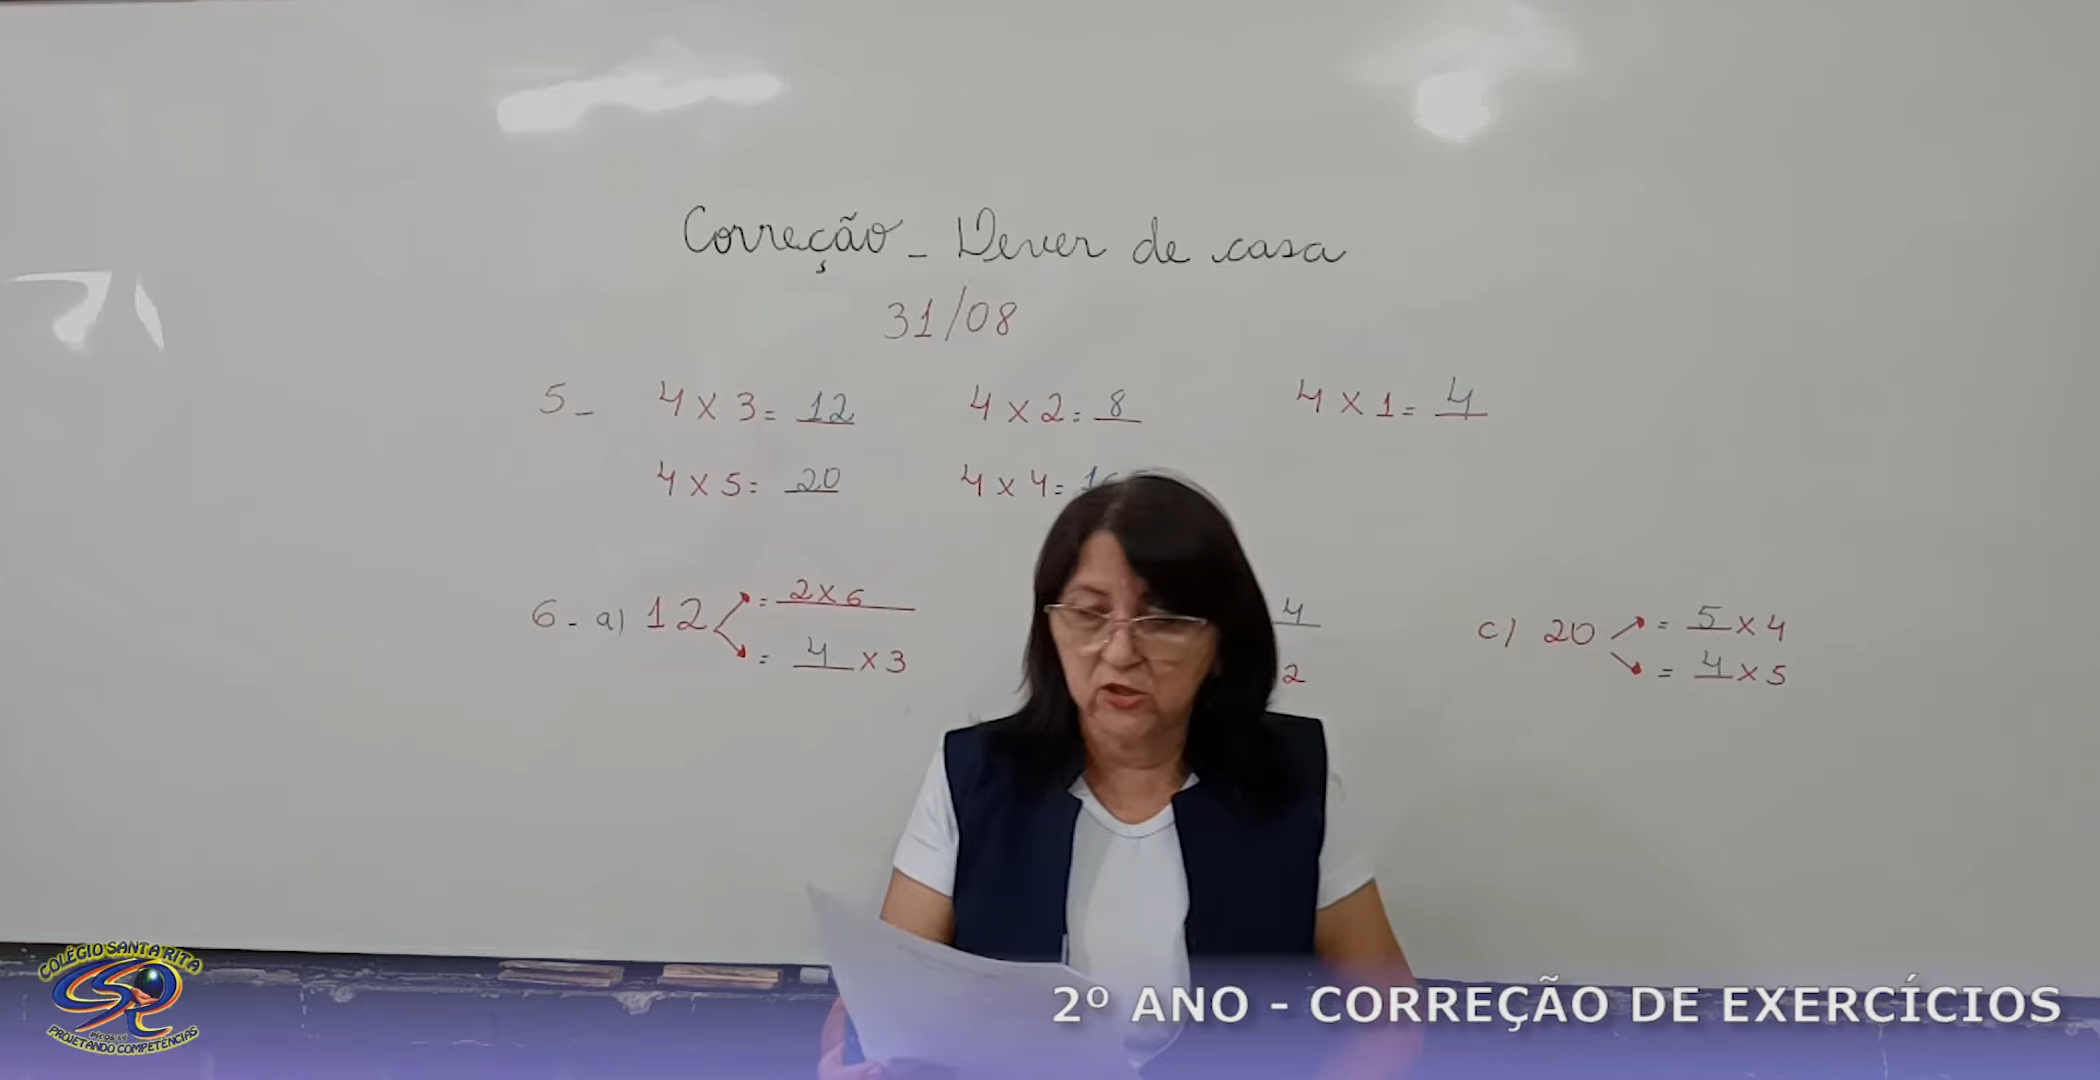 Correção - Dever de casa
31/08
5- 4 x 3 = 12 4 x 2 = 8 4 x 1 = 4
4 x 5 = 20 4 x 4 =
6- a) 12 = 2 x 6
= 4 x 3
4
2
c) 20 = 5 x 4
= 4 x 5
COLÉGIO SANTA RITA
PROJETANDO COMPETÊNCIAS
2º ANO - CORREÇÃO DE EXERCÍCIOS